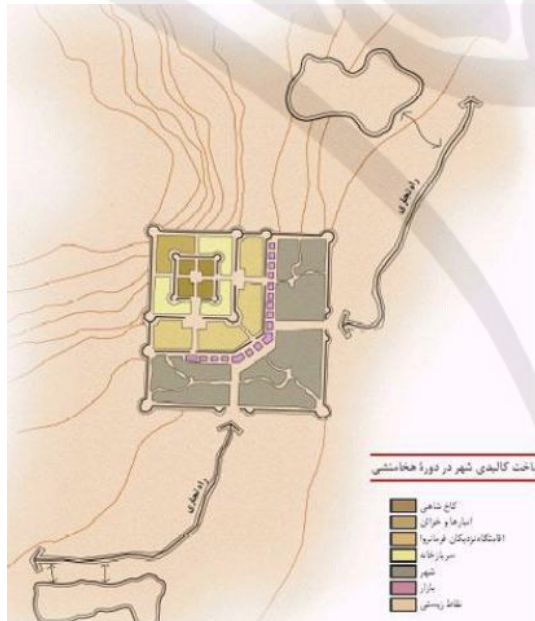 راه تجاری
راه تجاری
ساخت کالبدی شهر در دورهٔ هخامنشی
کاخ شاهی
انبارها و خزائن
اقامتگاه نزدیکان فرمانروا
سربازخانه
شهر
بازار
نقاط زیستی